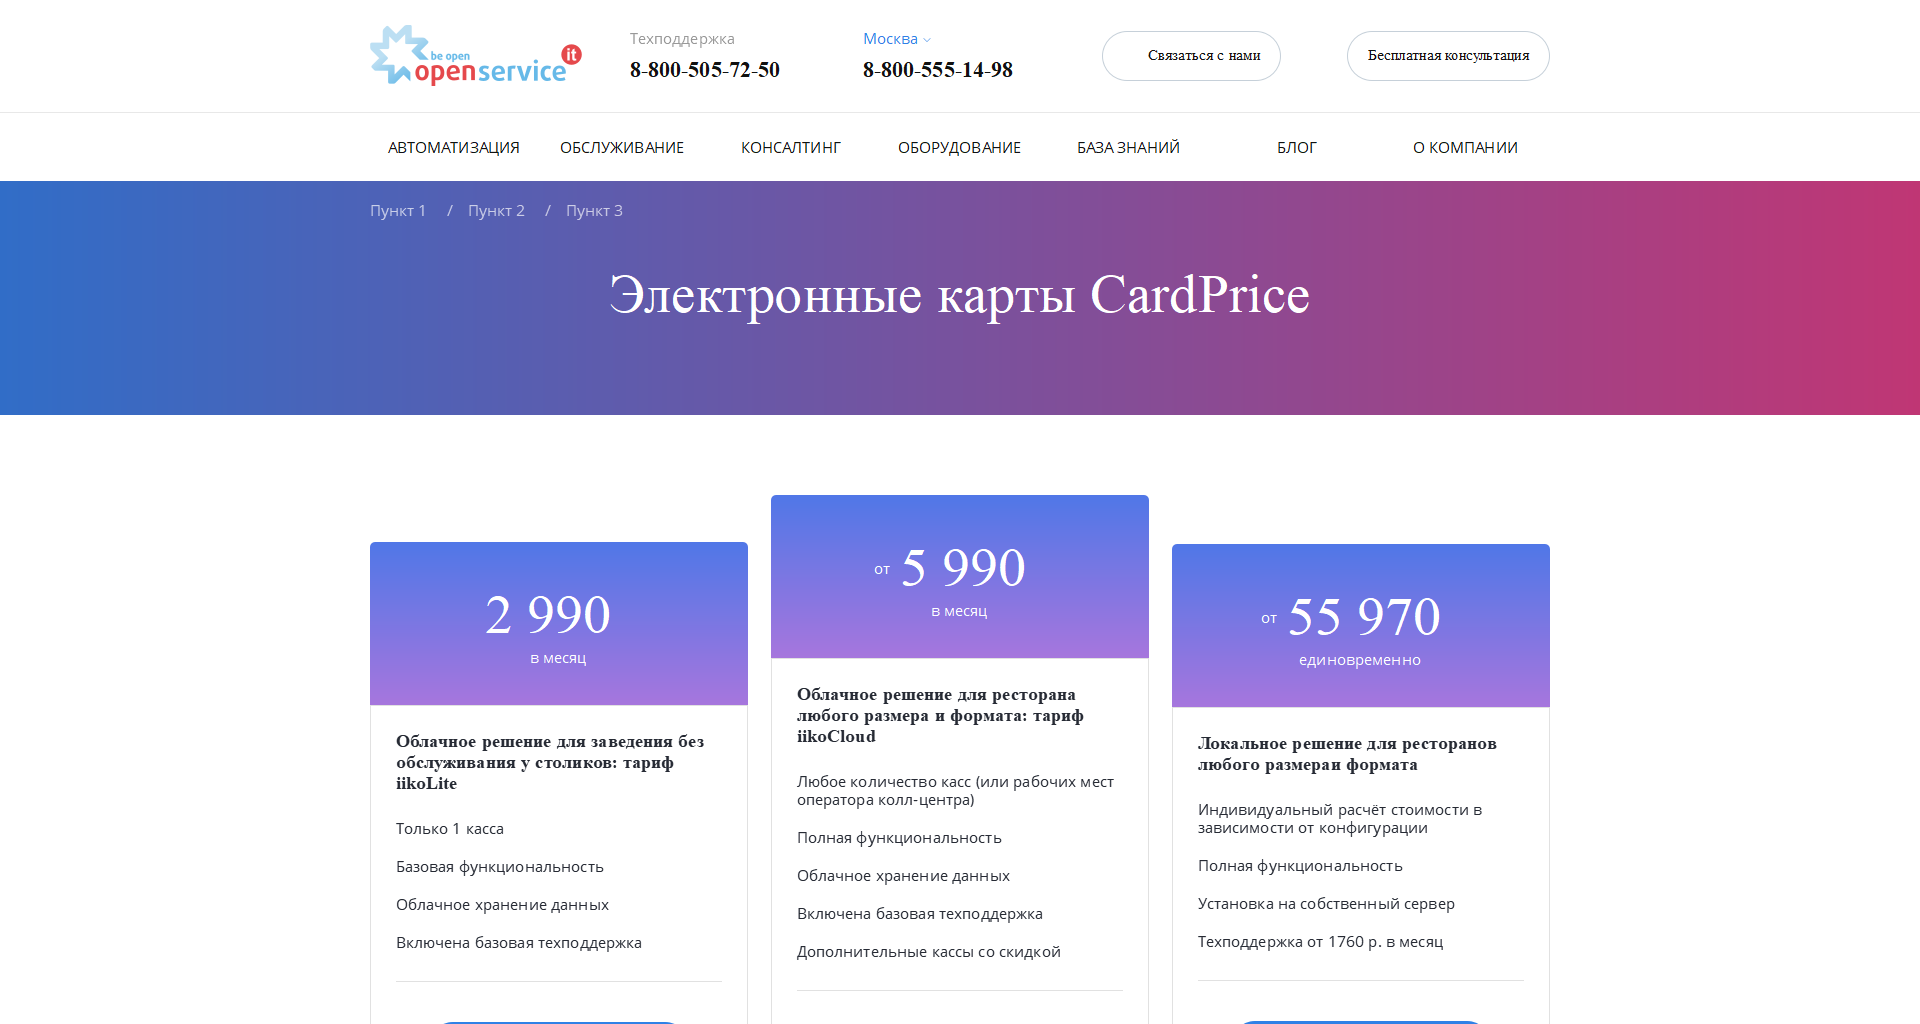 be open
openservice it
Техподдержка
8-800-505-72-50
Москва
8-800-555-14-98
Связаться с нами
Бесплатная консультация
АВТОМАТИЗАЦИЯ ОБСЛУЖИВАНИЕ КОНСАЛТИНГ ОБОРУДОВАНИЕ БАЗА ЗНАНИЙ БЛОГ О КОМПАНИИ
Пункт 1 / Пункт 2 / Пункт 3
Электронные карты CardPrice
2 990
в месяц
Облачное решение для заведения без
обслуживания у столиков: тариф
iikoLite
Только 1 касса
Базовая функциональность
Облачное хранение данных
Включена базовая техподдержка
от 5 990
в месяц
Облачное решение для ресторана
любого размера и формата: тариф
iikoCloud
Любое количество касс (или рабочих мест
оператора колл-центра)
Полная функциональность
Облачное хранение данных
Включена базовая техподдержка
Дополнительные кассы со скидкой
от 55 970
единовременно
Локальное решение для ресторанов
любого размераи формата
Индивидуальный расчёт стоимости в
зависимости от конфигурации
Полная функциональность
Установка на собственный сервер
Техподдержка от 1760 р. в месяц